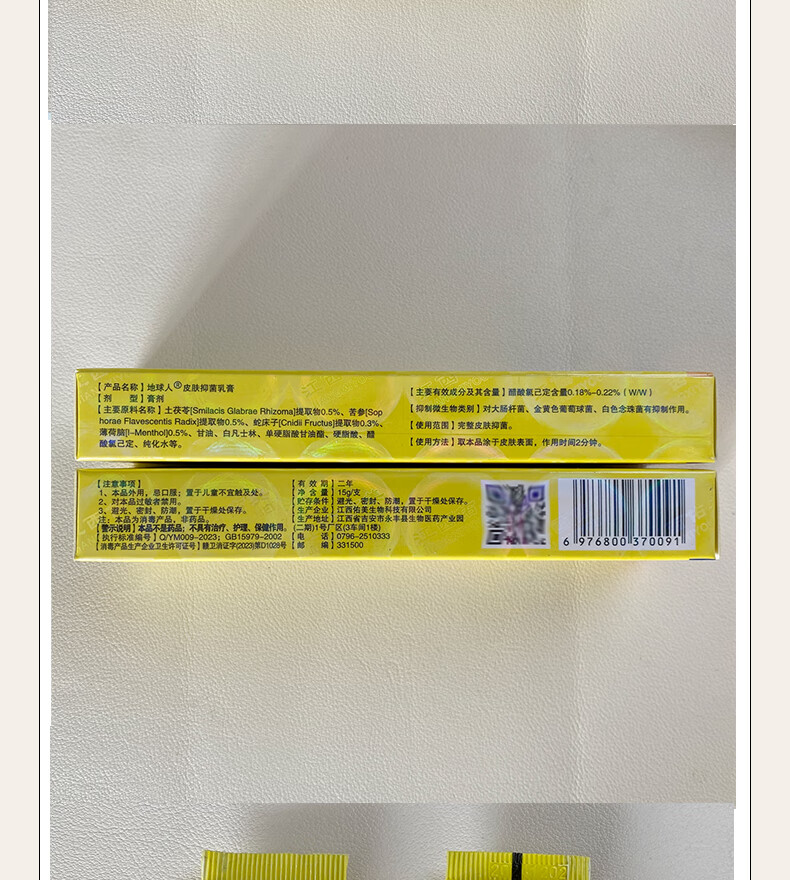 【产品名称】地球人®皮肤抑菌乳膏
【剂 型】膏剂
【主要原料名称】土茯苓[Smilacis Glabrae Rhizoma]提取物0.5%、苦参[Sop
horae Flavescentis Radix]提取物0.5%、蛇床子[Cnidii Fructus]提取物0.3%、
薄荷脑[l-Menthol]0.5%、甘油、白凡士林、单硬脂酸甘油酯、硬脂酸、醋
酸氯己定、纯化水等。
【主要有效成分及其含量】醋酸氯己定含量0.18%-0.22%（W/W）
【抑制微生物类别】对大肠杆菌、金黄色葡萄球菌、白色念珠菌有抑制作用。
【使用范围】完整皮肤抑菌。
【使用方法】取本品涂于皮肤表面，作用时间2分钟。
【注意事项】
1、本品外用，忌口服；置于儿童不宜触及处。
2、对本品过敏者禁用。
3、避光、密封、防潮，置于干燥处保存。
注：本品为消毒产品，非药品。
【警示说明】本品不是药品；不具有治疗、护理、保健作用。
【执行标准编号】Q/YM009-2023；GB15979-2002
【消毒产品生产企业卫生许可证号】赣卫消证字(2023)第D1028号
【有 效 期】二年
【净 含 量】15g/支
【贮存条件】避光、密封、防潮，置于干燥处保存。
【生产企业】江西佑美生物科技有限公司
【生产地址】江西省吉安市永丰县生物医药产业园
(二期)1号厂区(3车间1楼)
【电 话】0796-2510333
【邮 编】331500
6 976800 370091